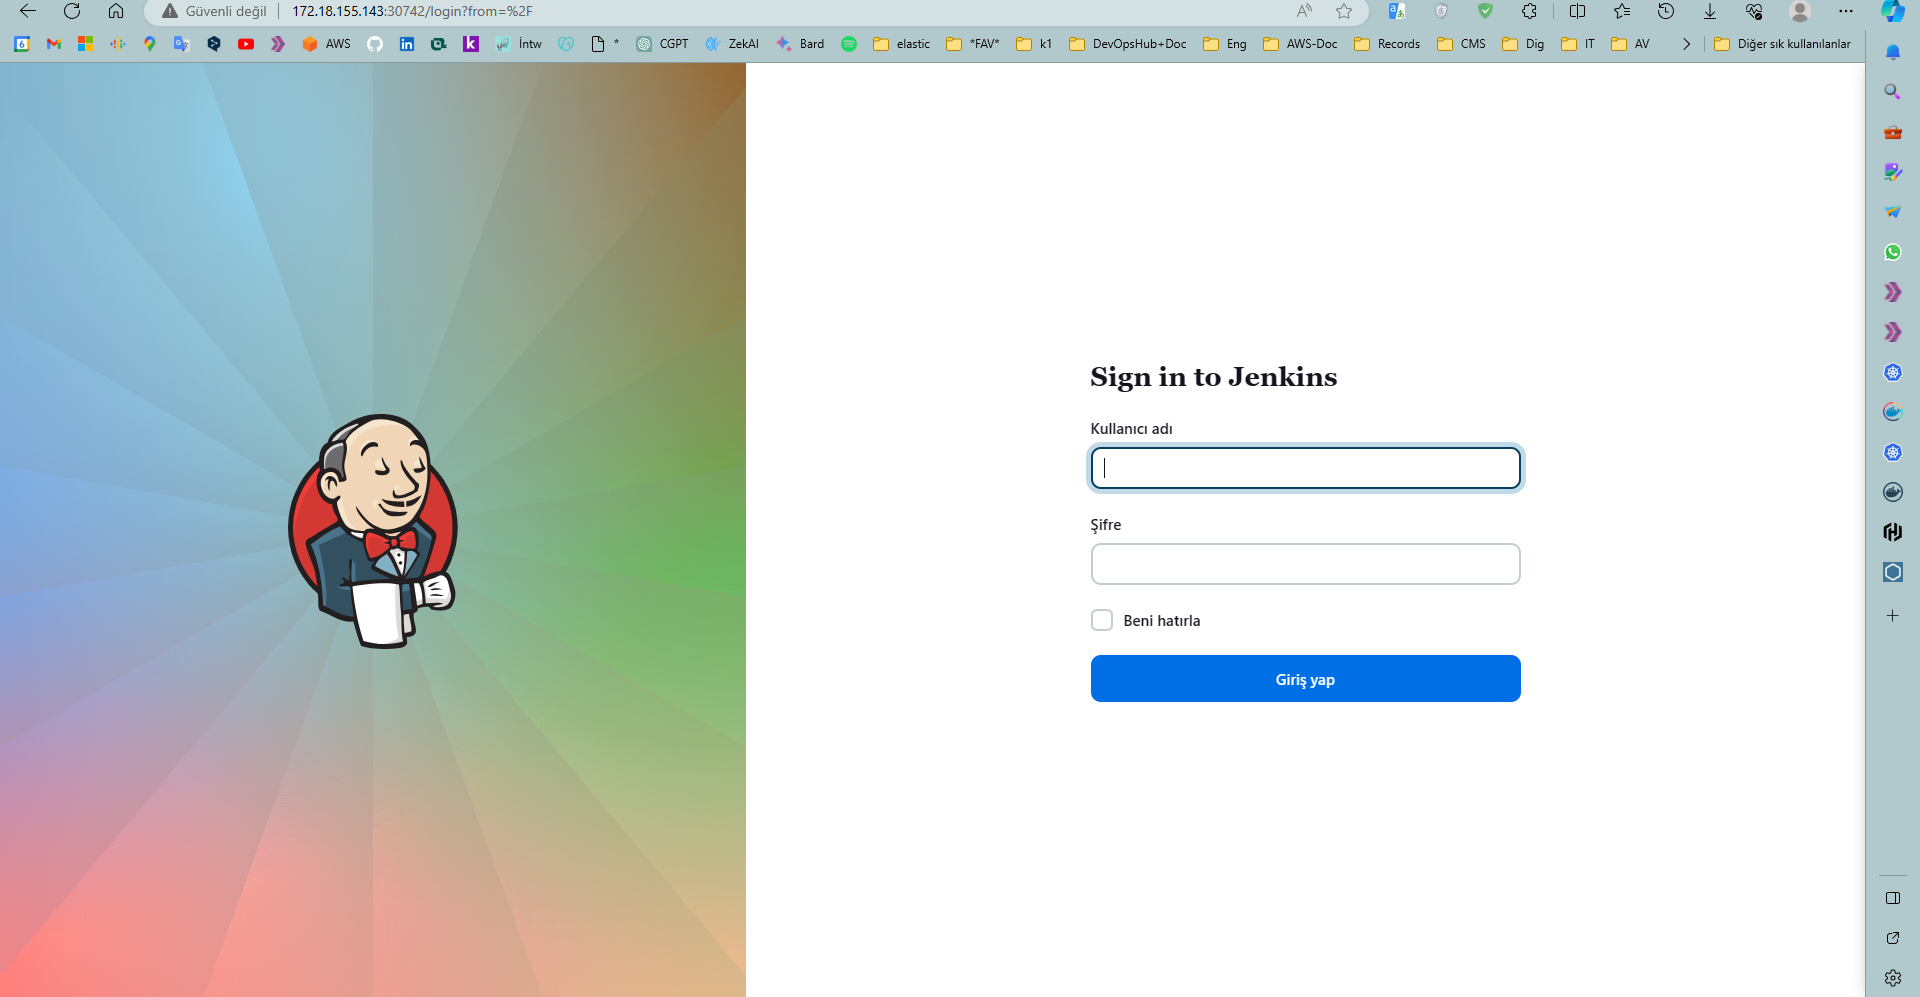 Güvenli değil
172.18.155.143:30742/login?from=%2F
AWS
İntw
*
CGPT
ZekAI
Bard
elastic
*FAV*
k1
DevOpsHub+Doc
Eng
AWS-Doc
Records
CMS
Dig
IT
AV
Diğer sık kullanılanlar
Sign in to Jenkins
Kullanıcı adı
Şifre
Beni hatırla
Giriş yap